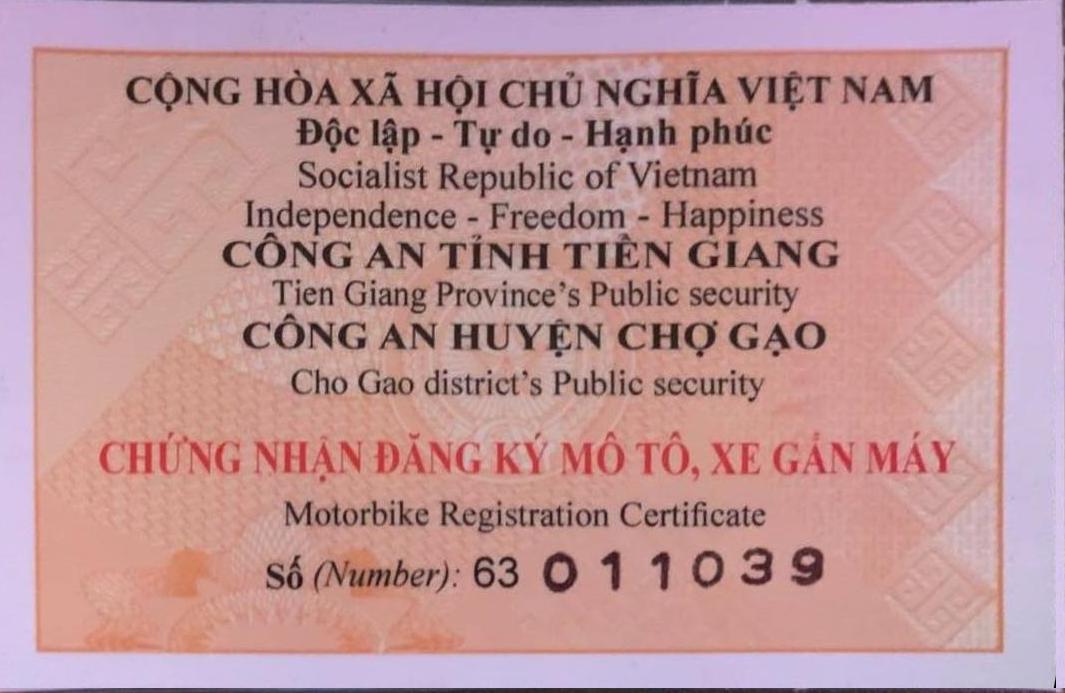 CỘNG HÒA XÃ HỘI CHỦ NGHĨA VIỆT NAM
Độc lập - Tự do - Hạnh phúc
Socialist Republic of Vietnam
Independence - Freedom - Happiness
CÔNG AN TỈNH TIỀN GIANG
Tien Giang Province's Public security
CÔNG AN HUYỆN CHỢ GẠO
Cho Gao district's Public security
CHỨNG NHẬN ĐĂNG KÝ MÔ TÔ, XE GẮN MÁY
Motorbike Registration Certificate
Số (Number): 63 011039